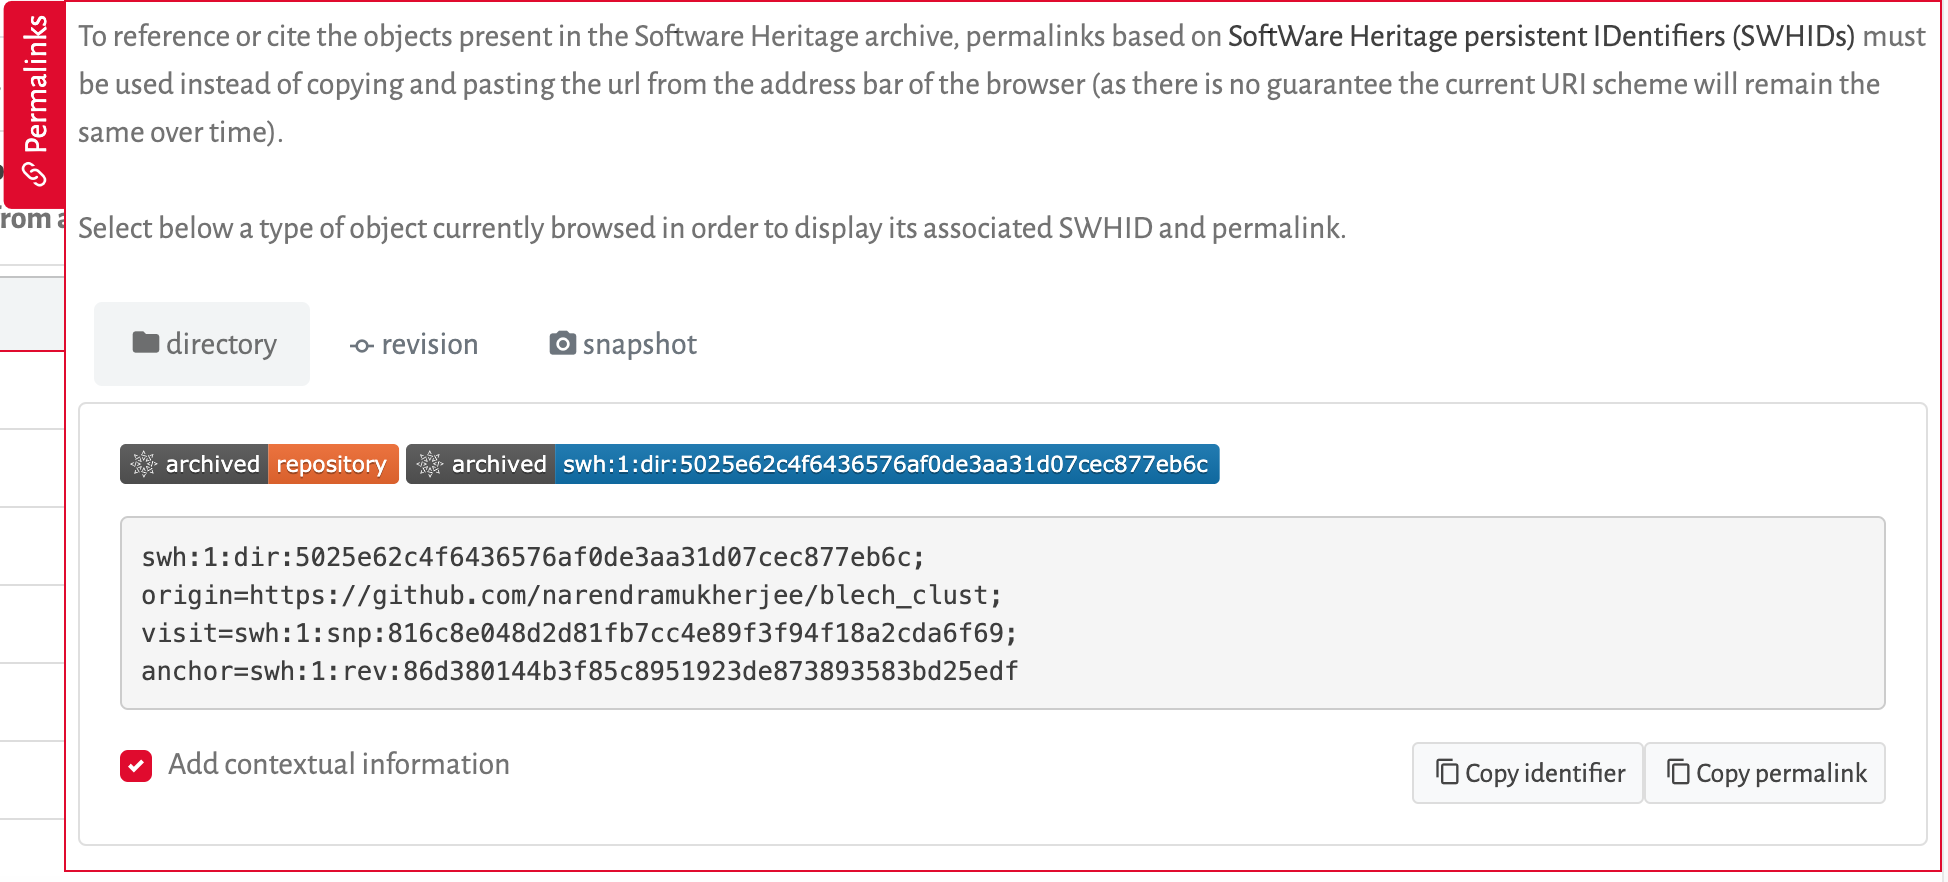 Permalinks
To reference or cite the objects present in the Software Heritage archive, permalinks based on SoftWare Heritage persistent IDentifiers (SWHIDs) must
be used instead of copying and pasting the url from the address bar of the browser (as there is no guarantee the current URI scheme will remain the
same over time).
rom a
Select below a type of object currently browsed in order to display its associated SWHID and permalink.
directory revision snapshot
archived repository archived swh:1:dir:5025e62c4f6436576af0de3aa31d07cec877eb6c
swh:1:dir:5025e62c4f6436576af0de3aa31d07cec877eb6c;
origin=https://github.com/narendramukherjee/blech_clust;
visit=swh:1:snp:816c8e048d2d81fb7cc4e89f3f94f18a2cda6f69;
anchor=swh:1:rev:86d380144b3f85c8951923de873893583bd25edf
Add contextual information
Copy identifier Copy permalink